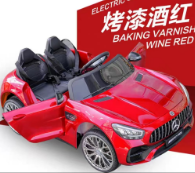 ELECTRIC
烤漆酒红
BAKING VARNISH
WINE RED